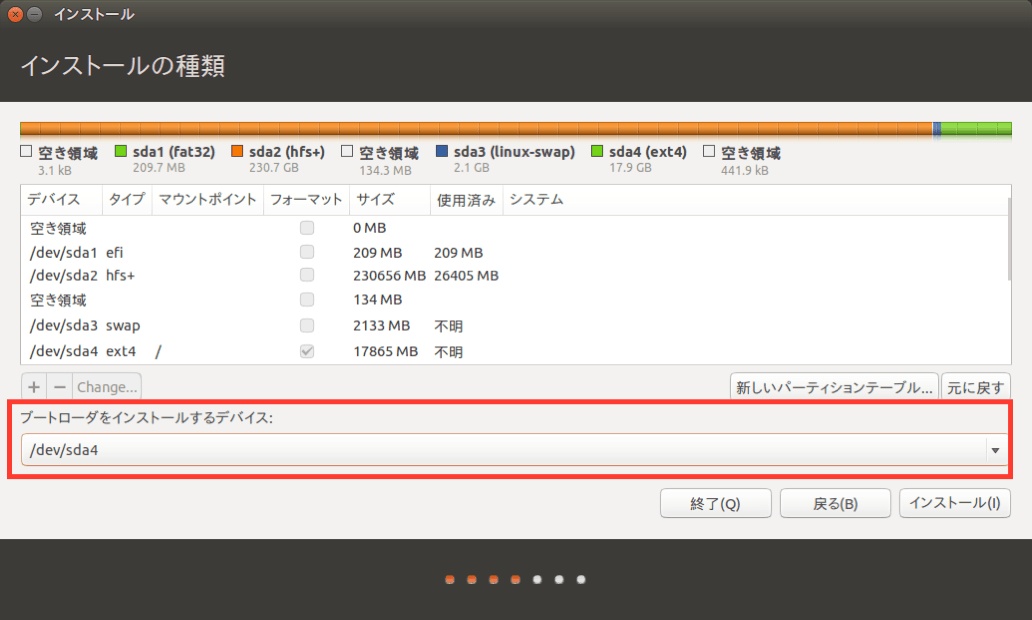 インストール
インストールの種類
空き領域 sda1 (fat32) sda2 (hfs+) 空き領域 sda3 (linux-swap) sda4 (ext4) 空き領域
3.1 kB 209.7 MB 230.7 GB 134.3 MB 2.1 GB 17.9 GB 441.9 kB
デバイス タイプ マウントポイント フォーマット サイズ 使用済み システム
空き領域 0 MB
/dev/sda1 efi 209 MB 209 MB
/dev/sda2 hfs+ 230656 MB 26405 MB
空き領域 134 MB
/dev/sda3 swap 2133 MB 不明
/dev/sda4 ext4 / 17865 MB 不明
+ − Change... 新しいパーティションテーブル... 元に戻す
ブートローダをインストールするデバイス:
/dev/sda4
終了(Q) 戻る(B) インストール(I)